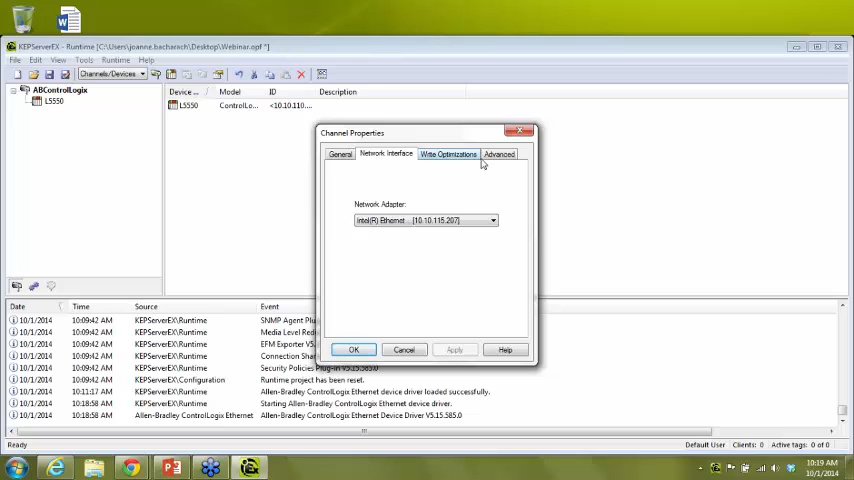 KEPServerEX - Runtime [C:\Users\joanne.bacharach\Desktop\Webinar.opf *]
File Edit View Tools Runtime Help
Channels/Devices
ABControlLogix
L5550
Device ... Model ID Description
L5550 ControlLo... <10.10.110....
Channel Properties
General Network Interface Write Optimizations Advanced
Network Adapter:
Intel(R) Ethernet... [10.10.115.207]
OK Cancel Apply Help
Date Time Source Event
10/1/2014 10:09:42 AM KEPServerEX\Runtime SNMP Agent Plu
10/1/2014 10:09:42 AM KEPServerEX\Runtime Media Level Red
10/1/2014 10:09:42 AM KEPServerEX\Runtime EFM Exporter V5.
10/1/2014 10:09:42 AM KEPServerEX\Runtime Connection Shar
10/1/2014 10:09:42 AM KEPServerEX\Runtime Security Policies Plug-in V5.15.585.0
10/1/2014 10:09:42 AM KEPServerEX\Configuration Runtime project has been reset.
10/1/2014 10:11:17 AM KEPServerEX\Runtime Allen-Bradley ControlLogix Ethernet device driver loaded successfully.
10/1/2014 10:18:58 AM KEPServerEX\Runtime Starting Allen-Bradley ControlLogix Ethernet device driver.
10/1/2014 10:18:58 AM Allen-Bradley ControlLogix Ethernet Allen-Bradley ControlLogix Ethernet Device Driver V5.15.585.0
Ready Default User Clients: 0 Active tags: 0 of 0
10:19 AM
10/1/2014